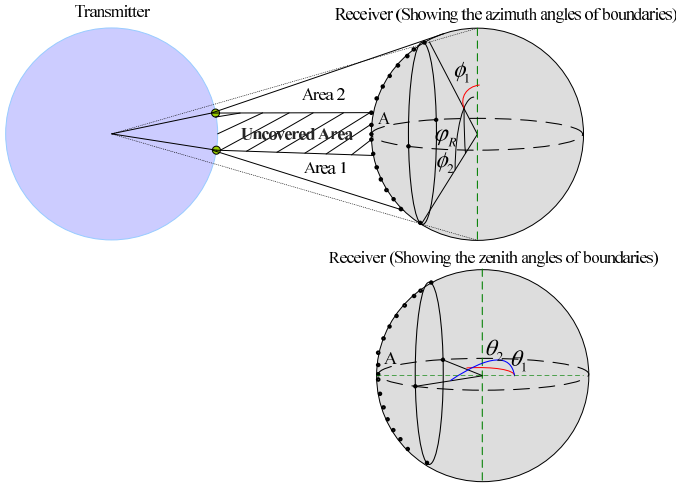 Transmitter
Receiver (Showing the azimuth angles of boundaries)
ϕ₁
Area 2
A
Uncovered Area
φ_R
ϕ₂
Area 1
Receiver (Showing the zenith angles of boundaries)
A
θ₂
θ₁